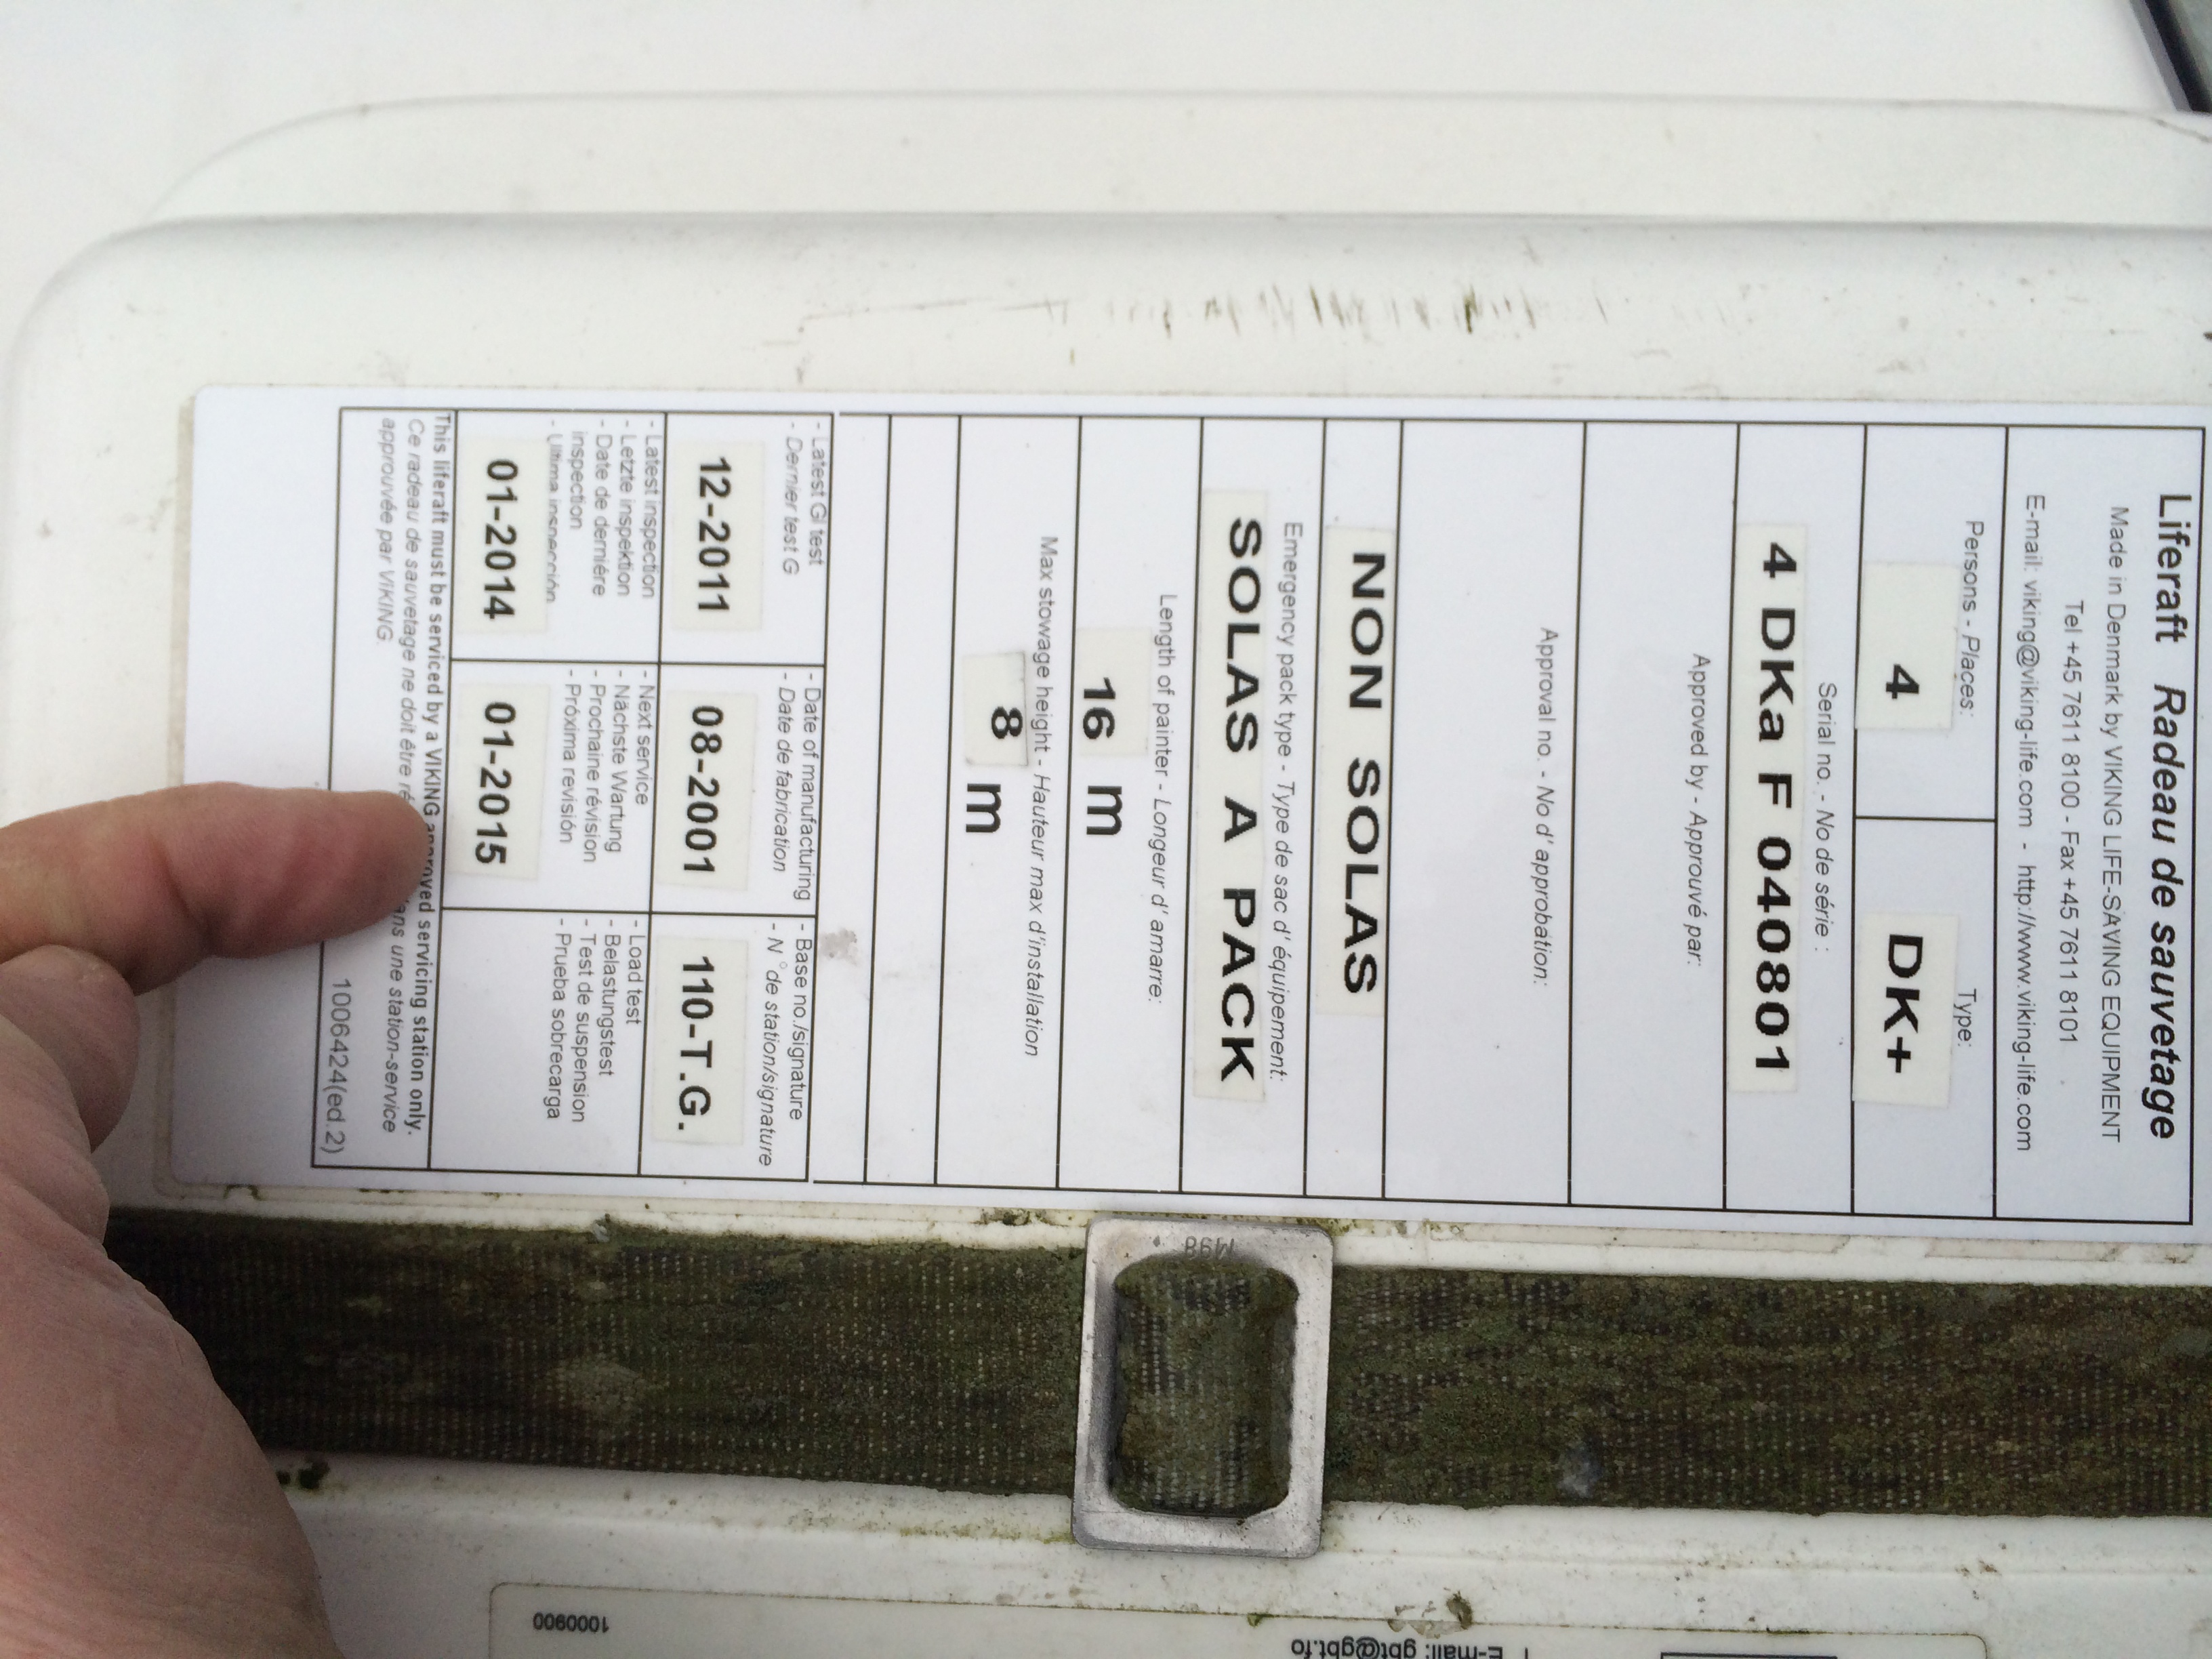 Liferaft Radeau de sauvetage
Made in Denmark by VIKING LIFE-SAVING EQUIPMENT
Tel +45 7611 8100 - Fax +45 7611 8101
E-mail: viking@viking-life.com - http://www.viking-life.com
Persons - Places:
4
Type:
DK+
Serial no. - No de série :
4 DKa F 040801
Approved by - Approuvé par:
Approval no. - No d' approbation:
NON SOLAS
Emergency pack type - Type de sac d' équipement:
SOLAS A PACK
Length of painter - Longeur d' amarre:
16 m
Max stowage height - Hauteur max d'installation
8 m
- Latest GI test
- Dernier test G
12-2011
- Date of manufacturing
- Date de fabrication
08-2001
- Base no./signature
- N° de station/signature
110-T.G.
- Latest inspection
- Letzte inspektion
- Date de derniére
inspection
- Ultima inspección
01-2014
- Next service
- Nächste Wartung
- Prochaine révision
- Próxima revisión
01-2015
- Load test
- Belastungstest
- Test de suspension
- Prueba sobrecarga
This liferaft must be serviced by a VIKING approved servicing station only.
Ce radeau de sauvetage ne doit être une station-service
approuvée par VIKING.
1006424(ed.2)
M98
1000900
E-mail: gbt@gbt.fo